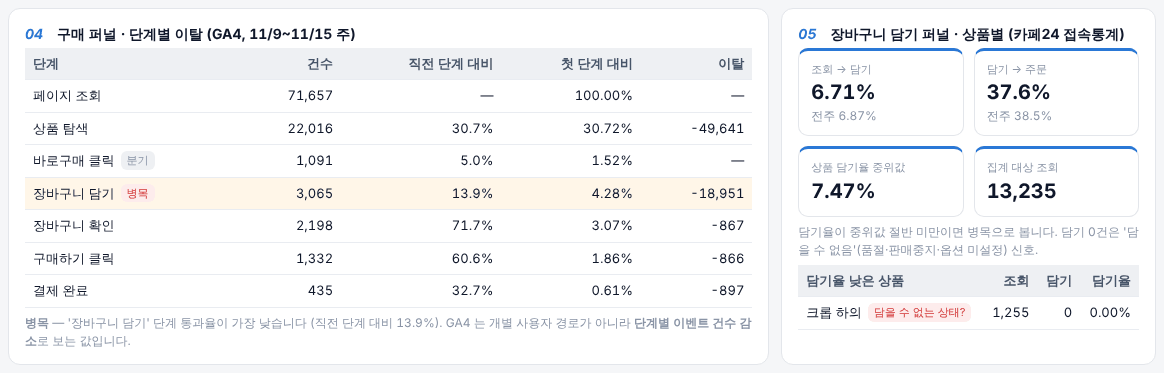 04 구매 퍼널 · 단계별 이탈 (GA4, 11/9~11/15 주)
단계 건수 직전 단계 대비 첫 단계 대비 이탈
페이지 조회 71,657 — 100.00% —
상품 탐색 22,016 30.7% 30.72% -49,641
바로구매 클릭 분기 1,091 5.0% 1.52% —
장바구니 담기 병목 3,065 13.9% 4.28% -18,951
장바구니 확인 2,198 71.7% 3.07% -867
구매하기 클릭 1,332 60.6% 1.86% -866
결제 완료 435 32.7% 0.61% -897
병목 — '장바구니 담기' 단계 통과율이 가장 낮습니다 (직전 단계 대비 13.9%). GA4 는 개별 사용자 경로가 아니라 단계별 이벤트 건수 감
소로 보는 값입니다.
05 장바구니 담기 퍼널 · 상품별 (카페24 접속통계)
조회 → 담기
6.71%
전주 6.87%
담기 → 주문
37.6%
전주 38.5%
상품 담기율 중위값
7.47%
집계 대상 조회
13,235
담기율이 중위값 절반 미만이면 병목으로 봅니다. 담기 0건은 '담
을 수 없음'(품절·판매중지·옵션 미설정) 신호.
담기율 낮은 상품 조회 담기 담기율
크롭 하의 담을 수 없는 상태? 1,255 0 0.00%